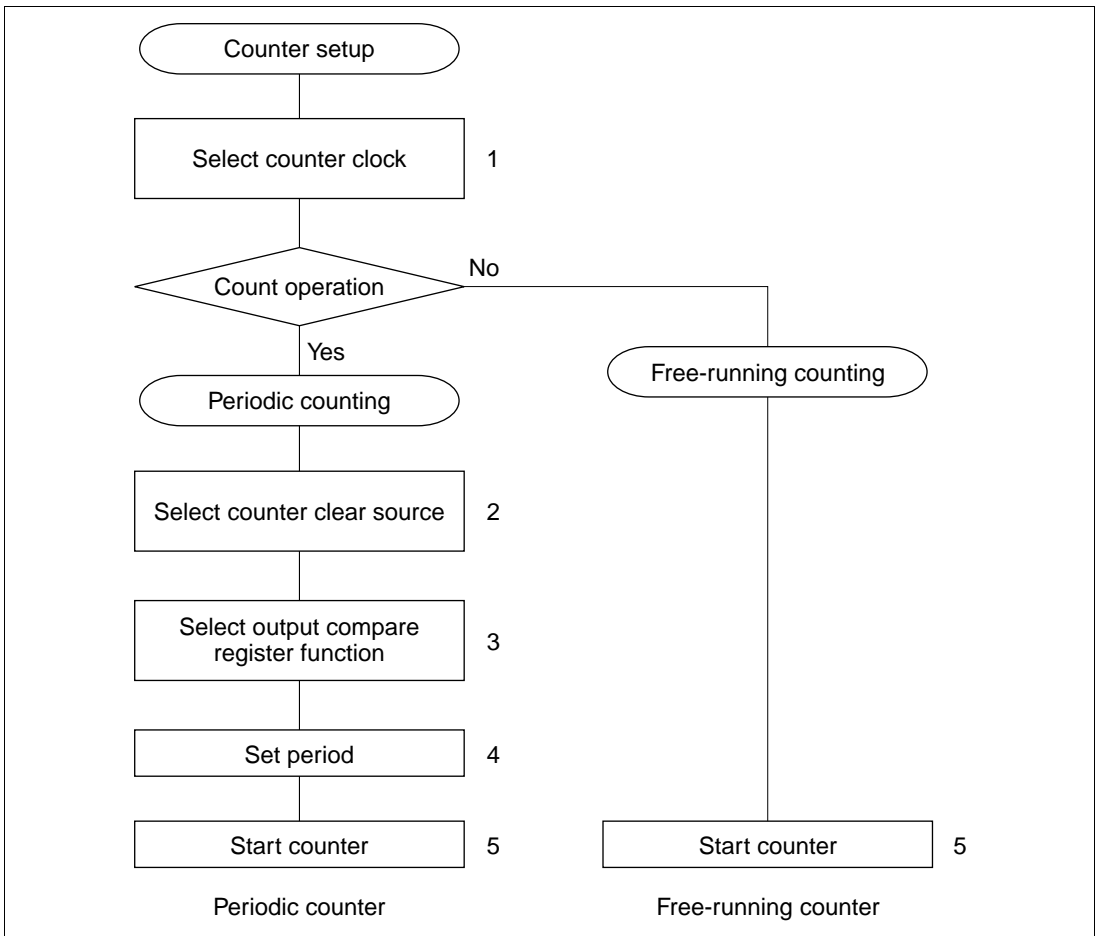 Counter setup
Select counter clock
1
Count operation
No
Yes
Free-running counting
Periodic counting
Select counter clear source
2
Select output compare
register function
3
Set period
4
Start counter
5
Start counter
5
Periodic counter
Free-running counter